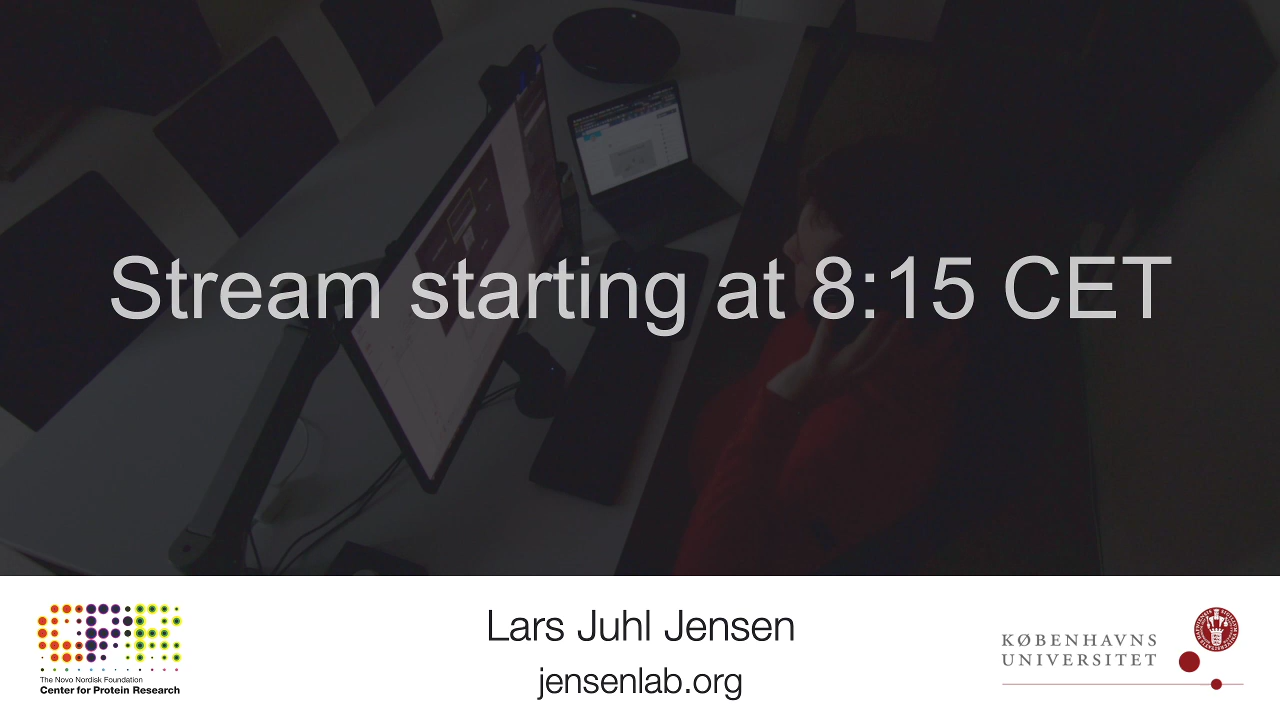 Stream starting at 8:15 CET
CPR
The Novo Nordisk Foundation
Center for Protein Research
Lars Juhl Jensen
jensenlab.org
KØBENHAVNS
UNIVERSITET